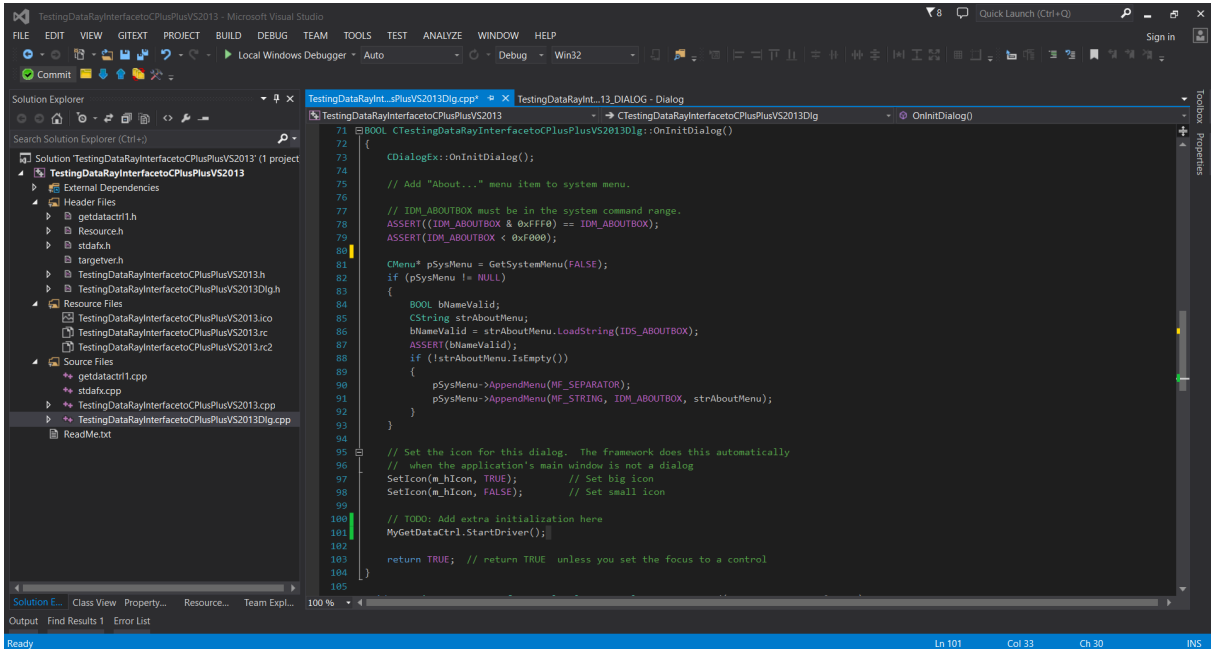 TestingDataRayInterfacetoCPlusPlusVS2013 - Microsoft Visual Studio
8
Quick Launch (Ctrl+Q)
FILE EDIT VIEW GITEXT PROJECT BUILD DEBUG TEAM TOOLS TEST ANALYZE WINDOW HELP
Sign in
Local Windows Debugger Auto Debug Win32
Commit
Solution Explorer
Search Solution Explorer (Ctrl+;)
Solution 'TestingDataRayInterfacetoCPlusPlusVS2013' (1 project
TestingDataRayInterfacetoCPlusPlusVS2013
External Dependencies
Header Files
getdatactrl1.h
Resource.h
stdafx.h
targetver.h
TestingDataRayInterfacetoCPlusPlusVS2013.h
TestingDataRayInterfacetoCPlusPlusVS2013Dlg.h
Resource Files
TestingDataRayInterfacetoCPlusPlusVS2013.ico
TestingDataRayInterfacetoCPlusPlusVS2013.rc
TestingDataRayInterfacetoCPlusPlusVS2013.rc2
Source Files
getdatactrl1.cpp
stdafx.cpp
TestingDataRayInterfacetoCPlusPlusVS2013.cpp
TestingDataRayInterfacetoCPlusPlusVS2013Dlg.cpp
ReadMe.txt
Solution E... Class View Property... Resource... Team Expl...
TestingDataRayInt...sPlusVS2013Dlg.cpp* TestingDataRayInt...13_DIALOG - Dialog
TestingDataRayInterfacetoCPlusPlusVS2013 CTestingDataRayInterfacetoCPlusPlusVS2013Dlg OnInitDialog()
71 BOOL CTestingDataRayInterfacetoCPlusPlusVS2013Dlg::OnInitDialog()
72 {
73 CDialogEx::OnInitDialog();
74
75 // Add "About..." menu item to system menu.
76
77 // IDM_ABOUTBOX must be in the system command range.
78 ASSERT((IDM_ABOUTBOX & 0xFFF0) == IDM_ABOUTBOX);
79 ASSERT(IDM_ABOUTBOX < 0xF000);
80
81 CMenu* pSysMenu = GetSystemMenu(FALSE);
82 if (pSysMenu != NULL)
83 {
84 BOOL bNameValid;
85 CString strAboutMenu;
86 bNameValid = strAboutMenu.LoadString(IDS_ABOUTBOX);
87 ASSERT(bNameValid);
88 if (!strAboutMenu.IsEmpty())
89 {
90 pSysMenu->AppendMenu(MF_SEPARATOR);
91 pSysMenu->AppendMenu(MF_STRING, IDM_ABOUTBOX, strAboutMenu);
92 }
93 }
94
95 // Set the icon for this dialog.  The framework does this automatically
96 //  when the application's main window is not a dialog
97 SetIcon(m_hIcon, TRUE); // Set big icon
98 SetIcon(m_hIcon, FALSE); // Set small icon
99
100 // TODO: Add extra initialization here
101 MyGetDataCtrl.StartDriver();
102
103 return TRUE;  // return TRUE  unless you set the focus to a control
104 }
105
100 %
Toolbox
Properties
Output Find Results 1 Error List
Ready Ln 101 Col 33 Ch 30 INS